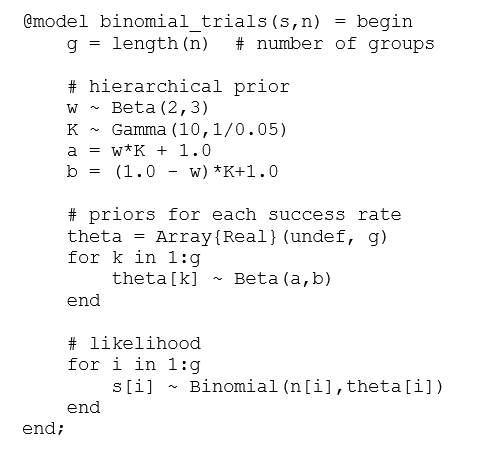 @model binomial_trials(s,n) = begin
    g = length(n)  # number of groups

    # hierarchical prior
    w ~ Beta(2,3)
    K ~ Gamma(10,1/0.05)
    a = w*K + 1.0
    b = (1.0 - w)*K+1.0

    # priors for each success rate
    theta = Array{Real}(undef, g)
    for k in 1:g
        theta[k] ~ Beta(a,b)
    end

    # likelihood
    for i in 1:g
        s[i] ~ Binomial(n[i],theta[i])
    end
end;